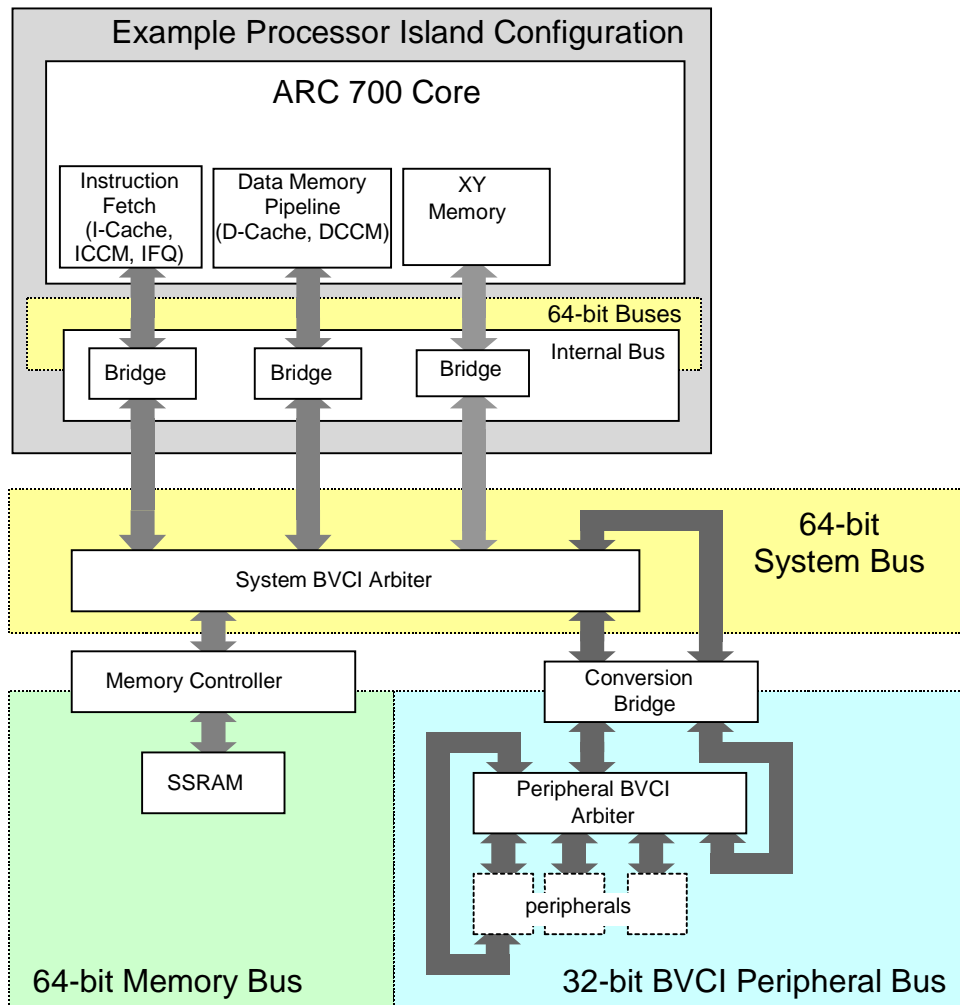 Example Processor Island Configuration
ARC 700 Core
Instruction
Fetch
(I-Cache,
ICCM, IFQ)
Data Memory
Pipeline
(D-Cache, DCCM)
XY
Memory
64-bit Buses
Internal Bus
Bridge
Bridge
Bridge
64-bit
System Bus
System BVCI Arbiter
Memory Controller
Conversion
Bridge
SSRAM
Peripheral BVCI
Arbiter
peripherals
64-bit Memory Bus
32-bit BVCI Peripheral Bus